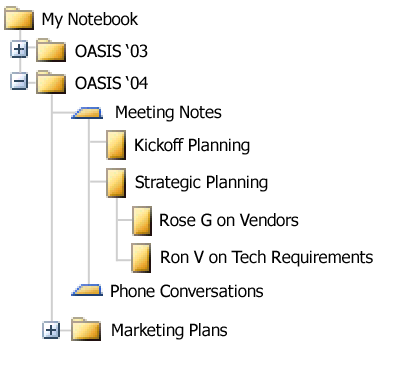 My Notebook
OASIS ‘03
OASIS ‘04
Meeting Notes
Kickoff Planning
Strategic Planning
Rose G on Vendors
Ron V on Tech Requirements
Phone Conversations
Marketing Plans